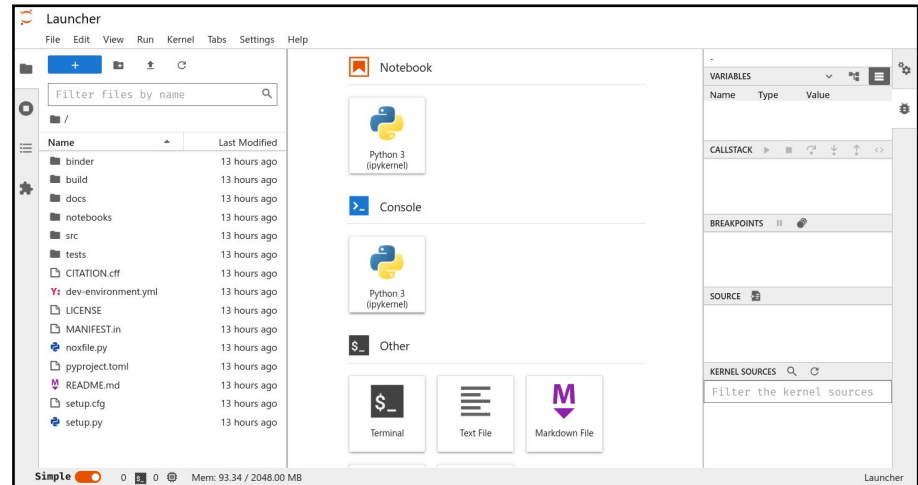 Launcher
File Edit View Run Kernel Tabs Settings Help
+
Filter files by name
/
Name Last Modified
binder 13 hours ago
build 13 hours ago
docs 13 hours ago
notebooks 13 hours ago
src 13 hours ago
tests 13 hours ago
CITATION.cff 13 hours ago
Y: dev-environment.yml 13 hours ago
LICENSE 13 hours ago
MANIFEST.in 13 hours ago
noxfile.py 13 hours ago
pyproject.toml 13 hours ago
M README.md 13 hours ago
setup.cfg 13 hours ago
setup.py 13 hours ago
Simple 0 $_ 0 Mem: 93.34 / 2048.00 MB
Notebook
Python 3
(ipykernel)
>_ Console
Python 3
(ipykernel)
$_ Other
$_
Terminal
Text File
M
Markdown File
-
VARIABLES
Name Type Value
CALLSTACK
BREAKPOINTS
SOURCE
KERNEL SOURCES
Filter the kernel sources
Launcher